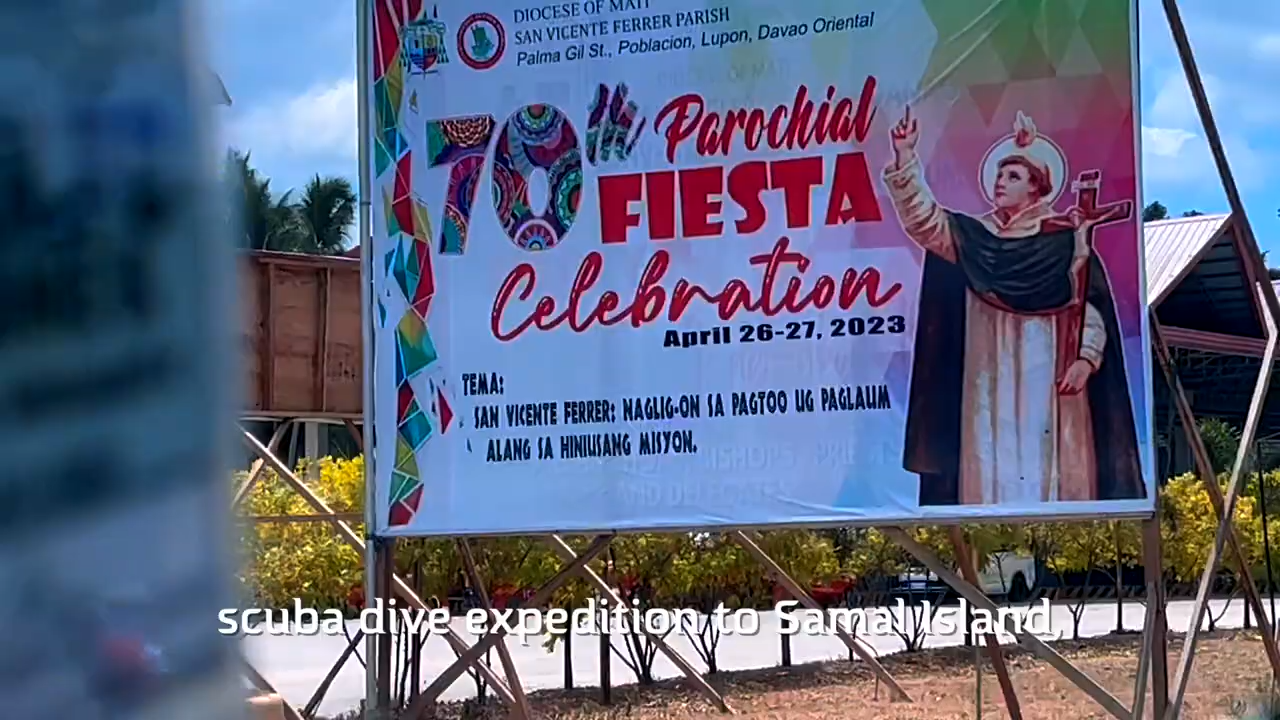 DIOCESE OF MATI
SAN VICENTE FERRER PARISH
Palma Gil St., Poblacion, Lupon, Davao Oriental
70th Parochial
FIESTA
Celebration
April 26-27, 2023
TEMA:
SAN VICENTE FERRER: NAGLIG-ON SA PAGTOO UG PAGLAUM
ALANG SA HINIUSANG MISYON.
scuba dive expedition to Samal Island,